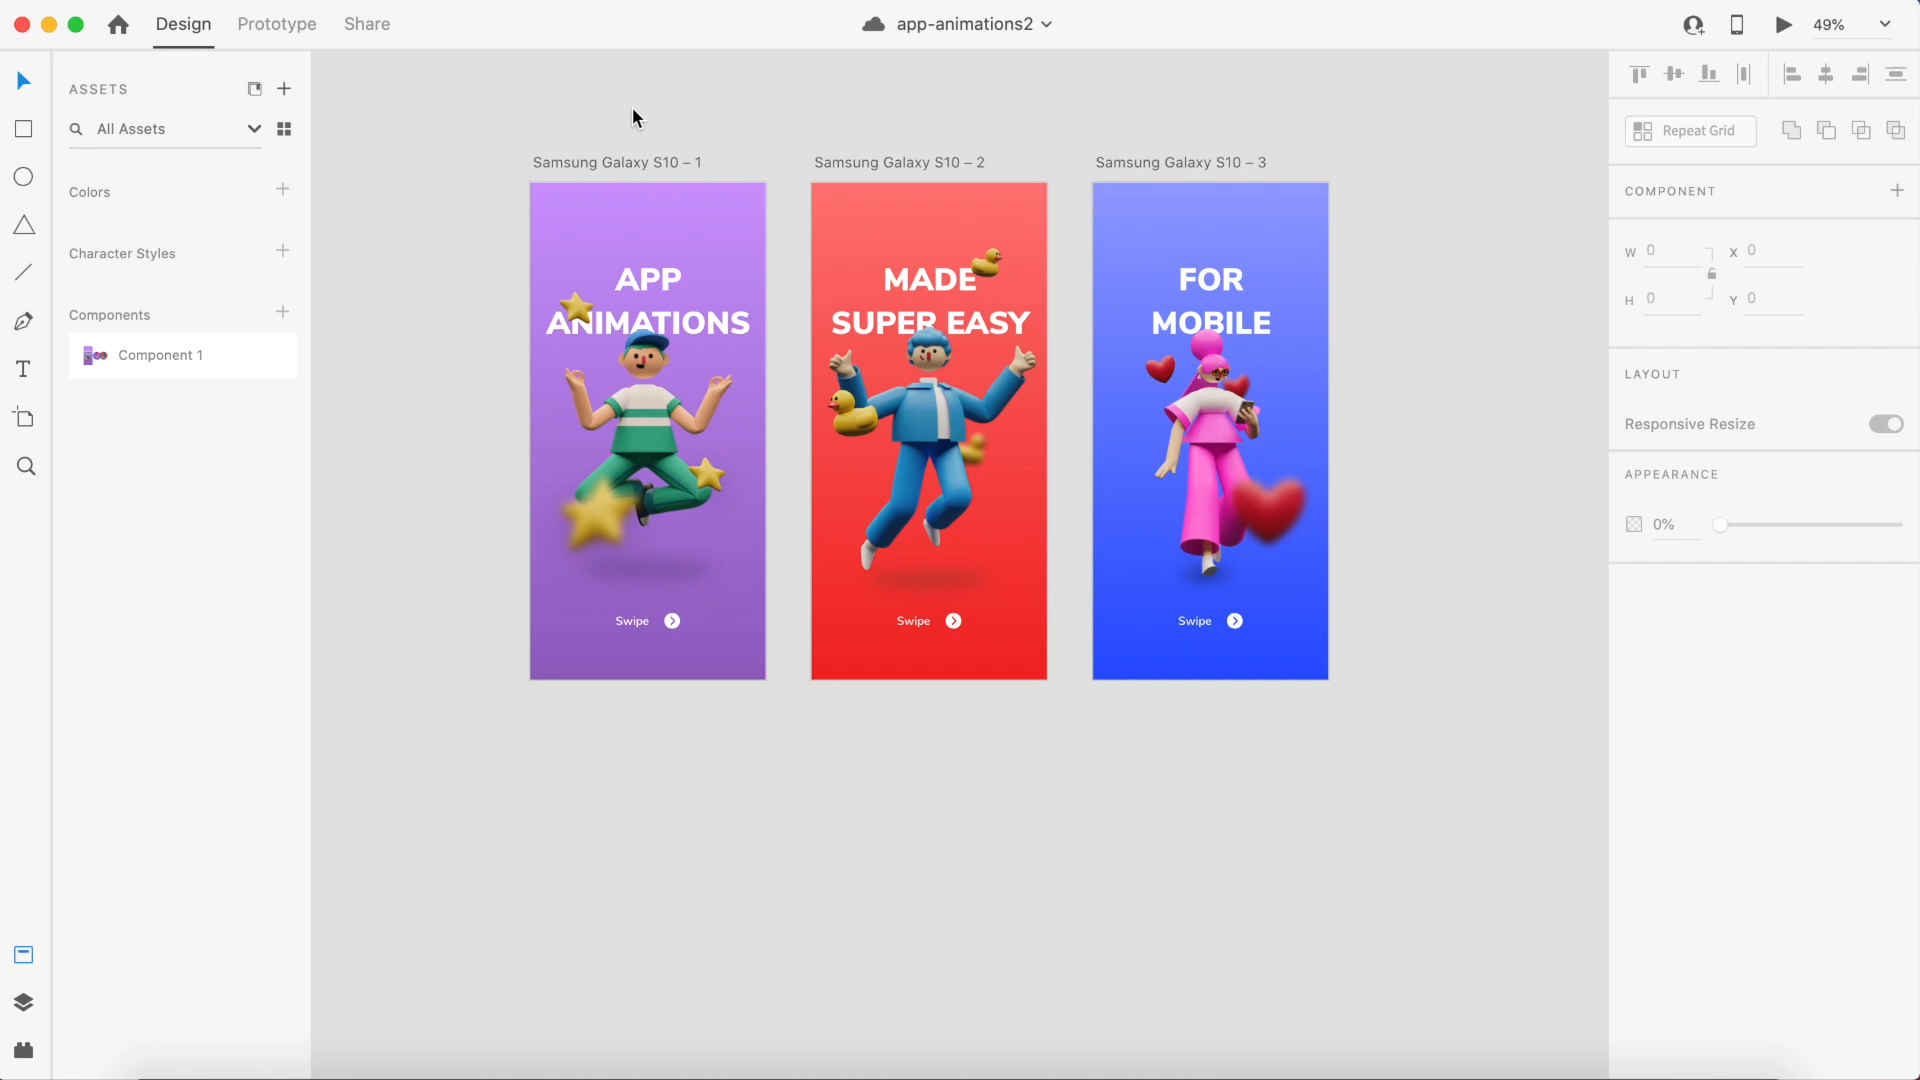 Design
Prototype
Share
app-animations2
49%
ASSETS
All Assets
Colors
Character Styles
Components
Component 1
Samsung Galaxy S10 – 1
APP
ANIMATIONS
Swipe
Samsung Galaxy S10 – 2
MADE
SUPER EASY
Swipe
Samsung Galaxy S10 – 3
FOR
MOBILE
Swipe
Repeat Grid
COMPONENT
W 0
X 0
H 0
Y 0
LAYOUT
Responsive Resize
APPEARANCE
0%